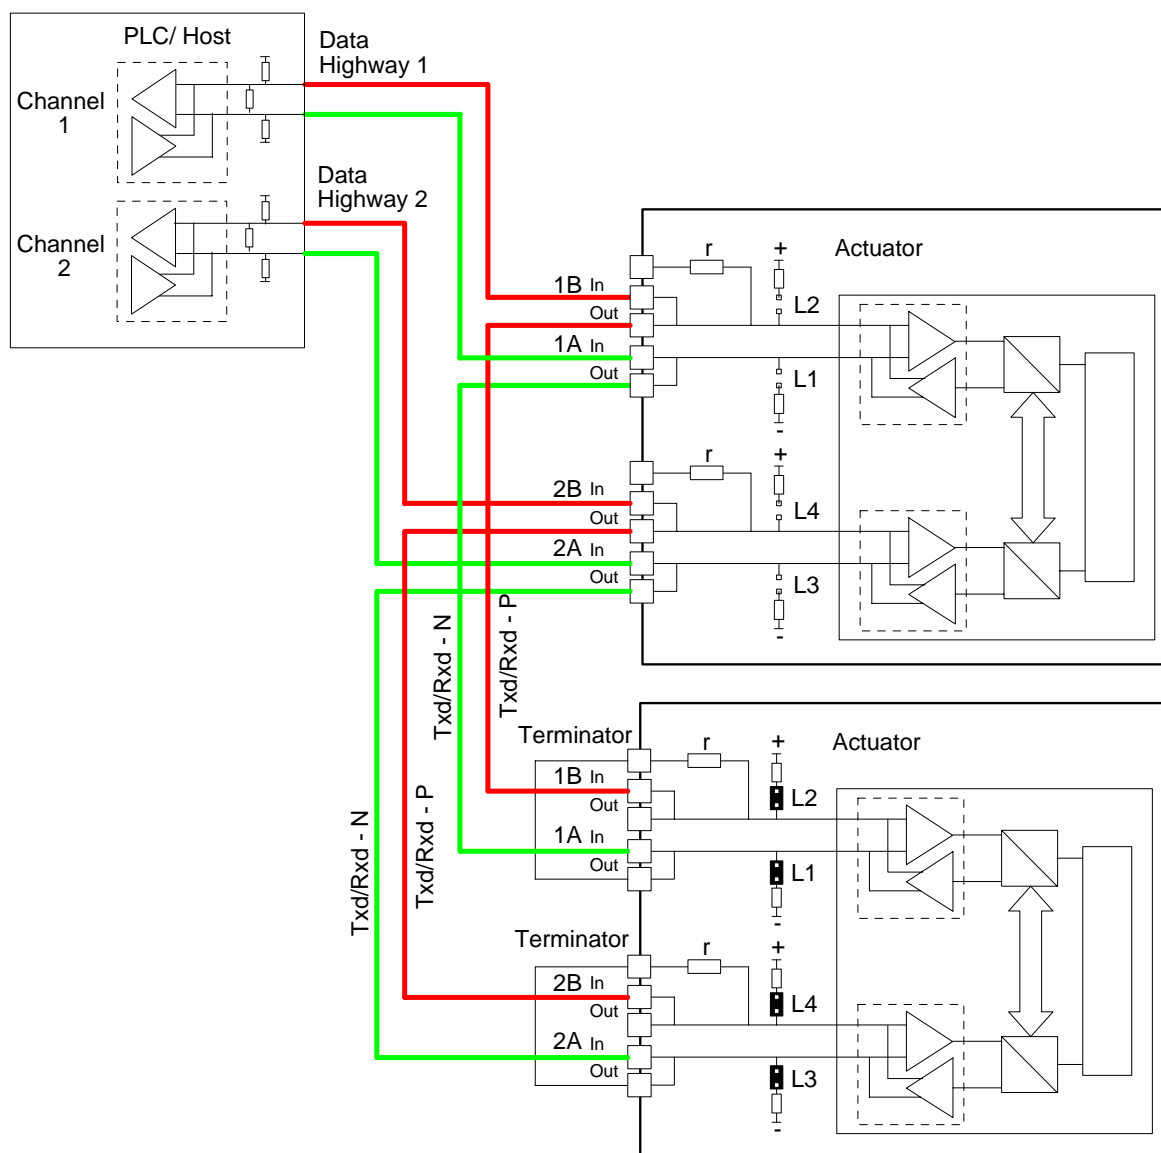 PLC/ Host
Data
Highway 1
Channel
1
Data
Highway 2
Channel
2
Actuator
r
+
1B In
L2
Out
1A In
Out
L1
-
r
+
2B In
L4
Out
2A In
Out
L3
-
Txd/Rxd - N
Txd/Rxd - P
Terminator
r
+
Actuator
1B In
L2
Out
1A In
Out
L1
-
Txd/Rxd - N
Txd/Rxd - P
Terminator
r
+
2B In
L4
Out
2A In
Out
L3
-